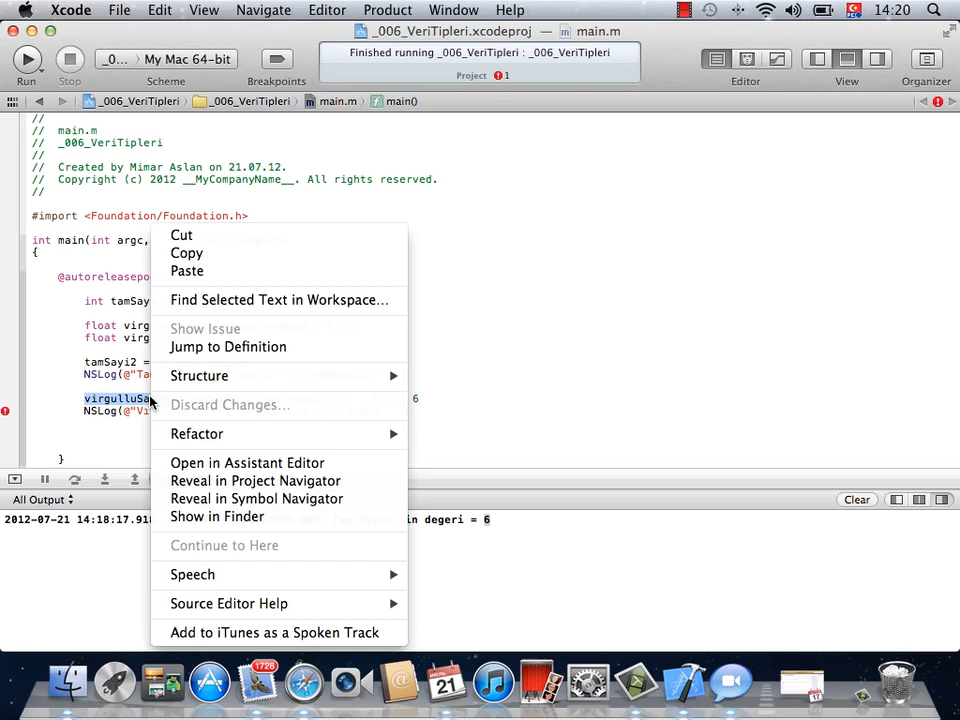 Xcode File Edit View Navigate Editor Product Window Help 14:20
_006_VeriTipleri.xcodeproj — main.m
_0... My Mac 64-bit
Finished running _006_VeriTipleri : _006_VeriTipleri
Project 1
Run Stop Scheme Breakpoints Editor View Organizer
_006_VeriTipleri _006_VeriTipleri main.m main()
//
// main.m
// _006_VeriTipleri
//
// Created by Mimar Aslan on 21.07.12.
// Copyright (c) 2012 __MyCompanyName__. All rights reserved.
//
#import <Foundation/Foundation.h>
int main(int argc,
{
@autoreleasepo
int tamSay
float virg
float virg
tamSayi2 =
NSLog(@"Ta
virgulluSa 6
NSLog(@"Vi
}
Cut
Copy
Paste
Find Selected Text in Workspace...
Show Issue
Jump to Definition
Structure
Discard Changes...
Refactor
Open in Assistant Editor
Reveal in Project Navigator
Reveal in Symbol Navigator
Show in Finder
Continue to Here
Speech
Source Editor Help
Add to iTunes as a Spoken Track
All Output Clear
2012-07-21 14:18:17.918 in degeri = 6
1728
21
17